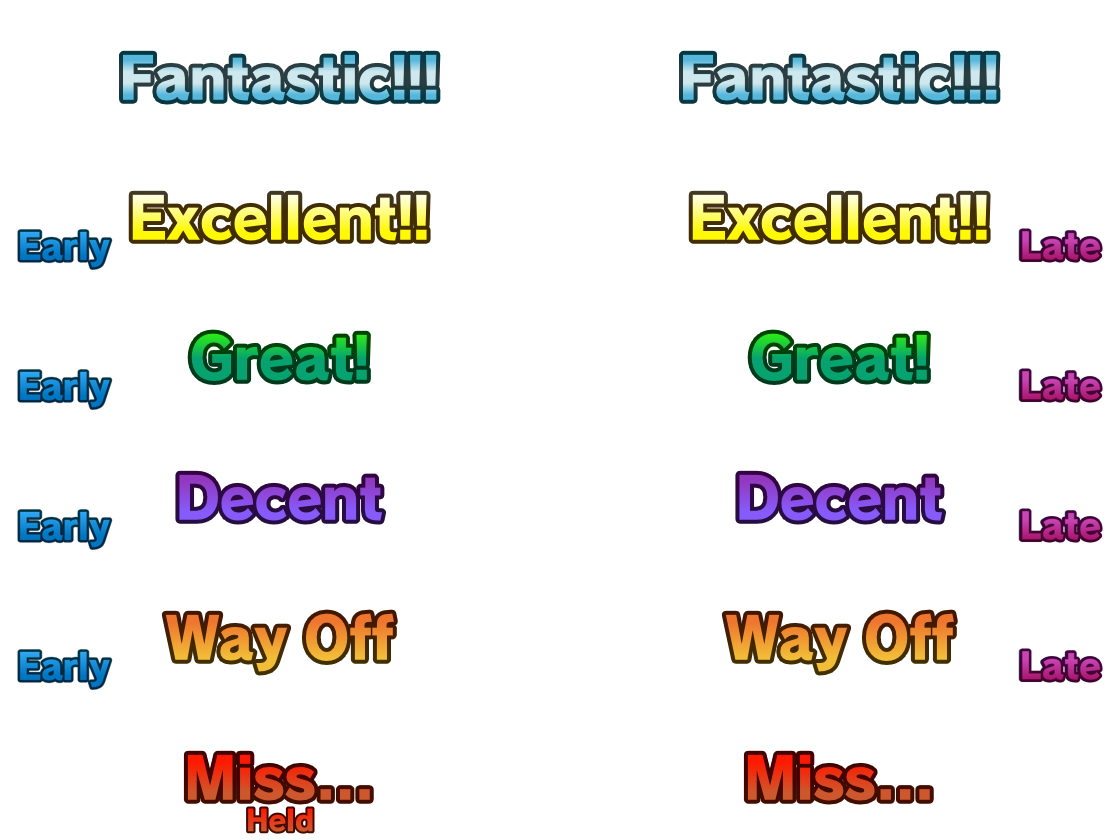 Fantastic!!! Fantastic!!!
Early Excellent!! Excellent!! Late
Early Great! Great! Late
Early Decent Decent Late
Early Way Off Way Off Late
Miss... Miss...
Held